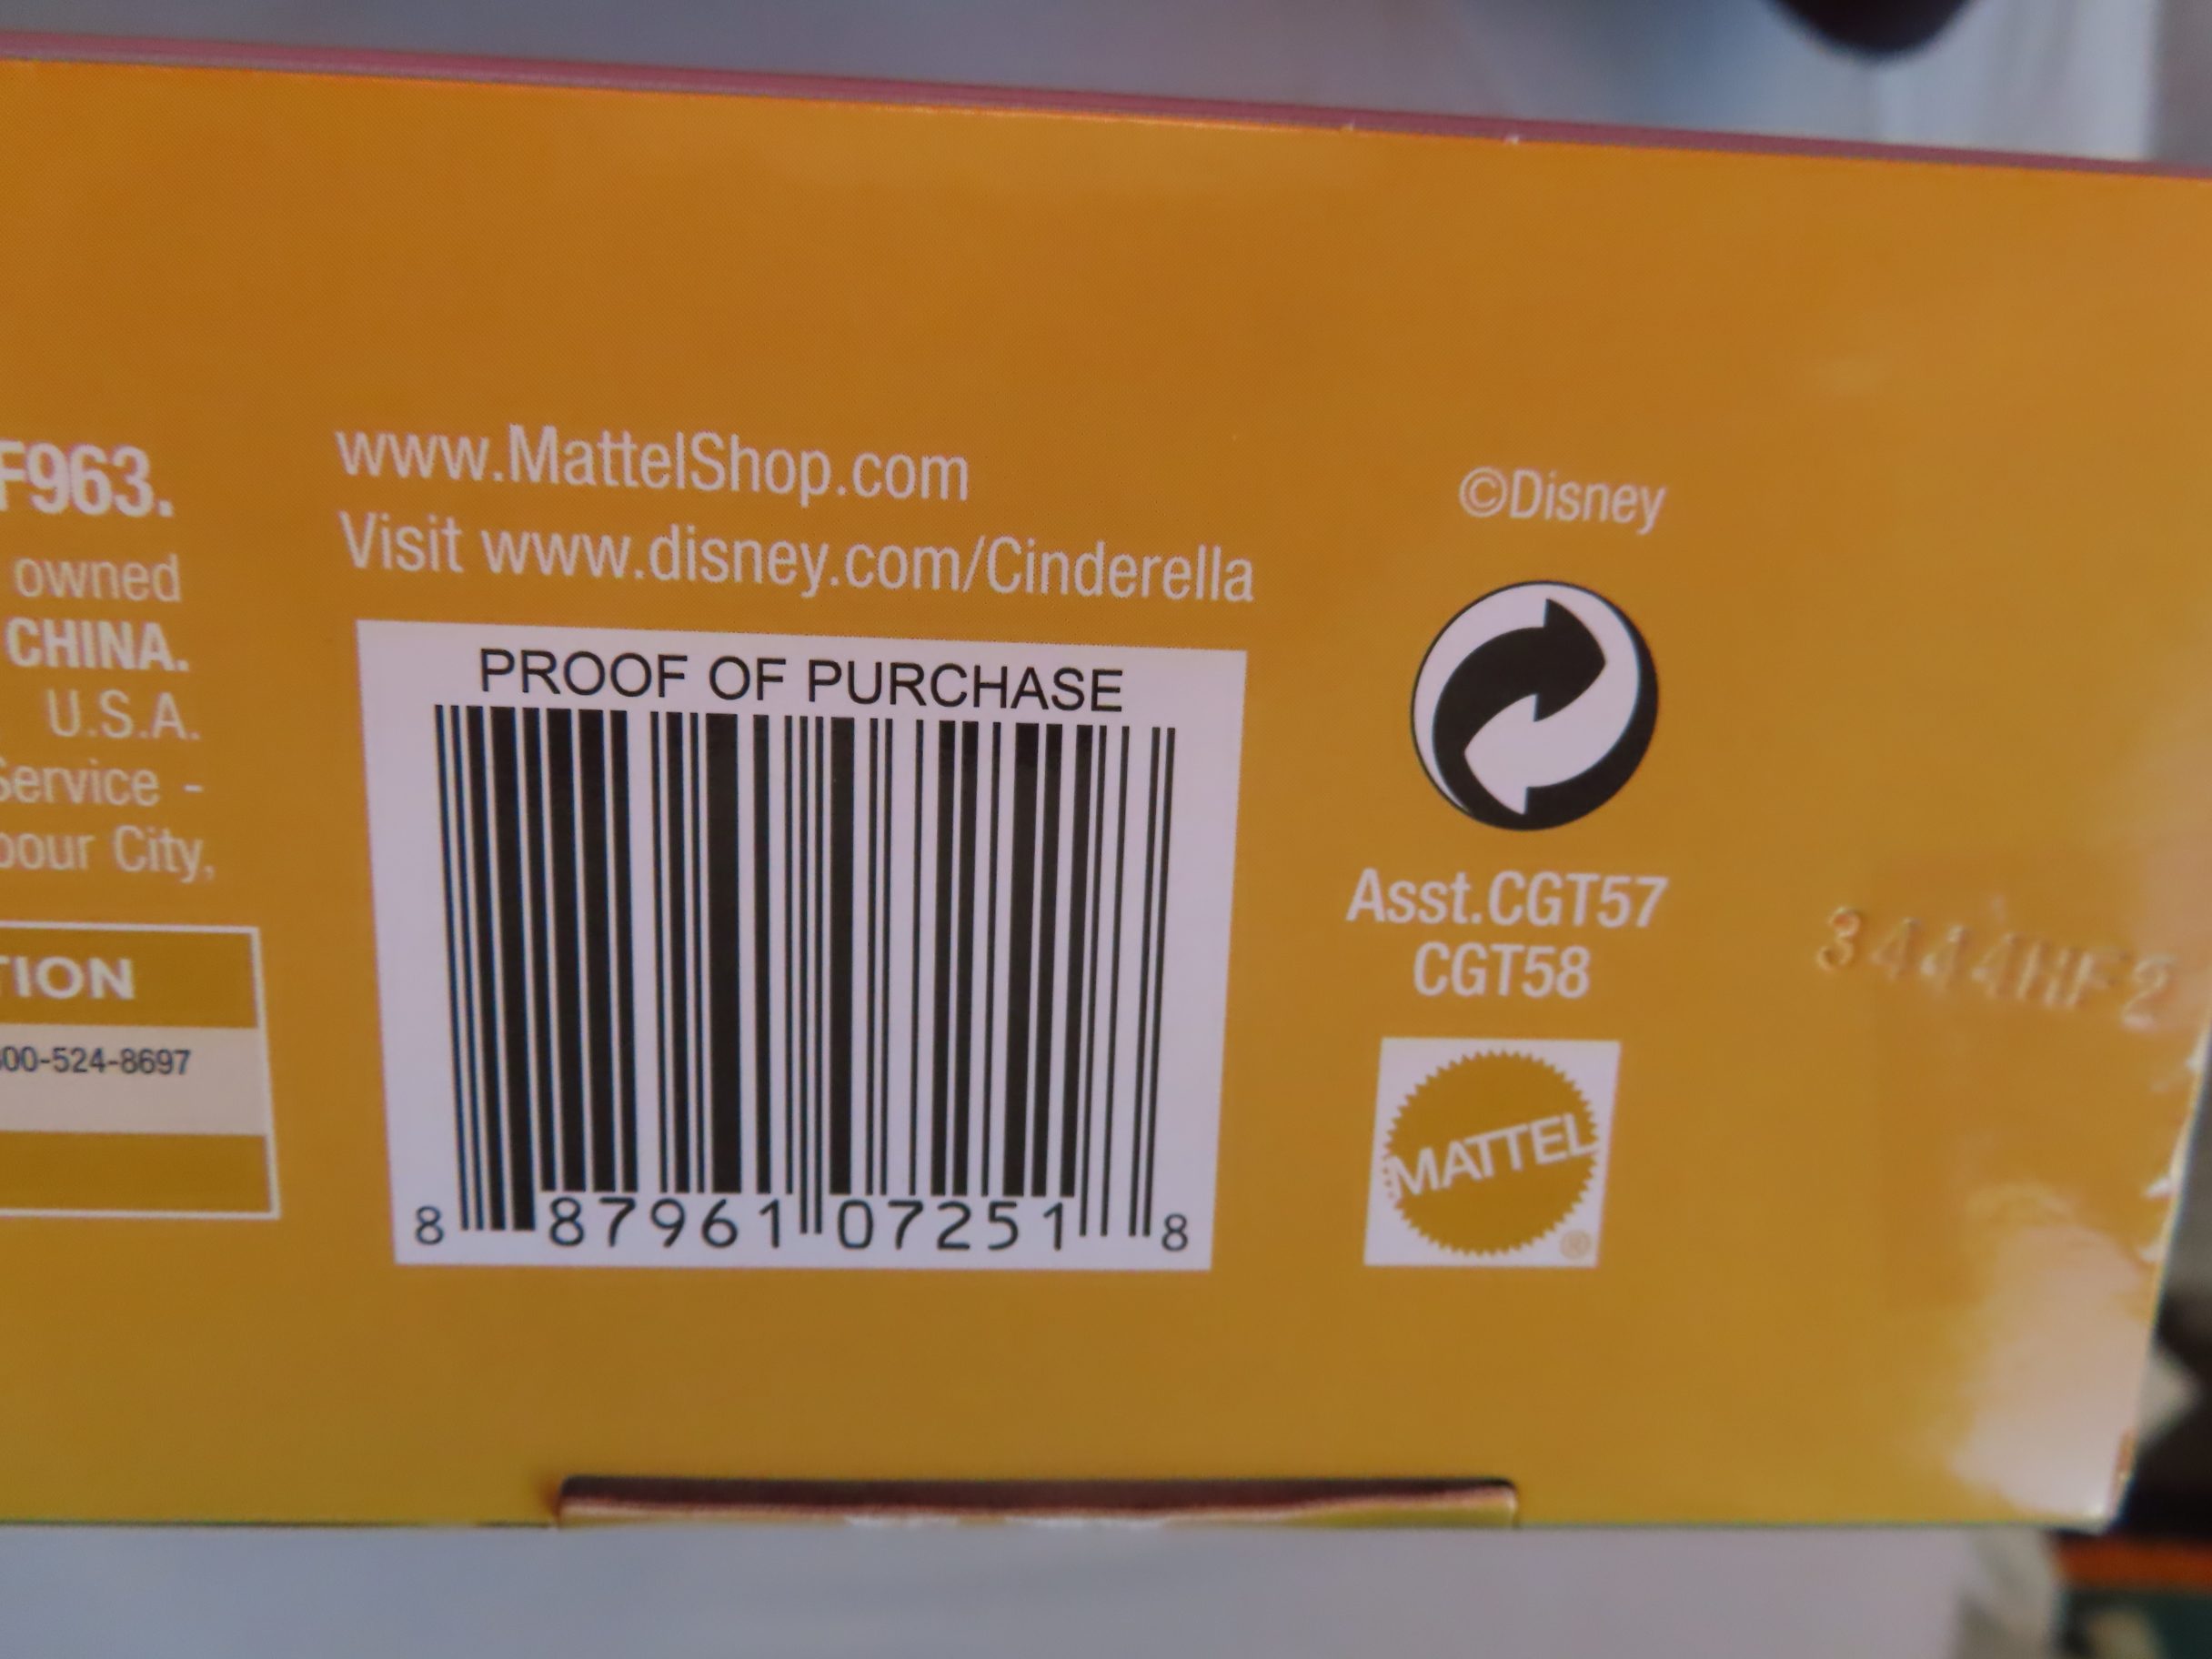 F963.
owned
CHINA.
U.S.A.
Service -
bour City,
TION
00-524-8697
www.MattelShop.com
Visit www.disney.com/Cinderella
PROOF OF PURCHASE
8 87961 07251 8
©Disney
Asst.CGT57
CGT58
MATTEL
®
3444HF2